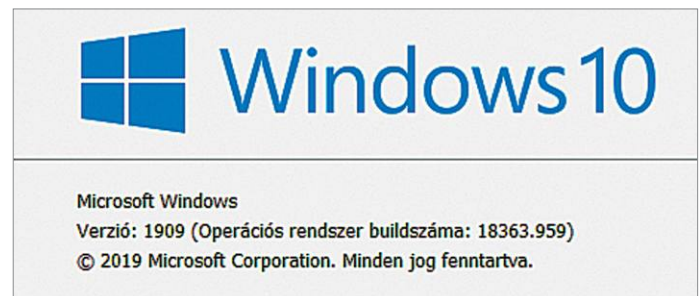 Windows 10
Microsoft Windows
Verzió: 1909 (Operációs rendszer buildszáma: 18363.959)
© 2019 Microsoft Corporation. Minden jog fenntartva.